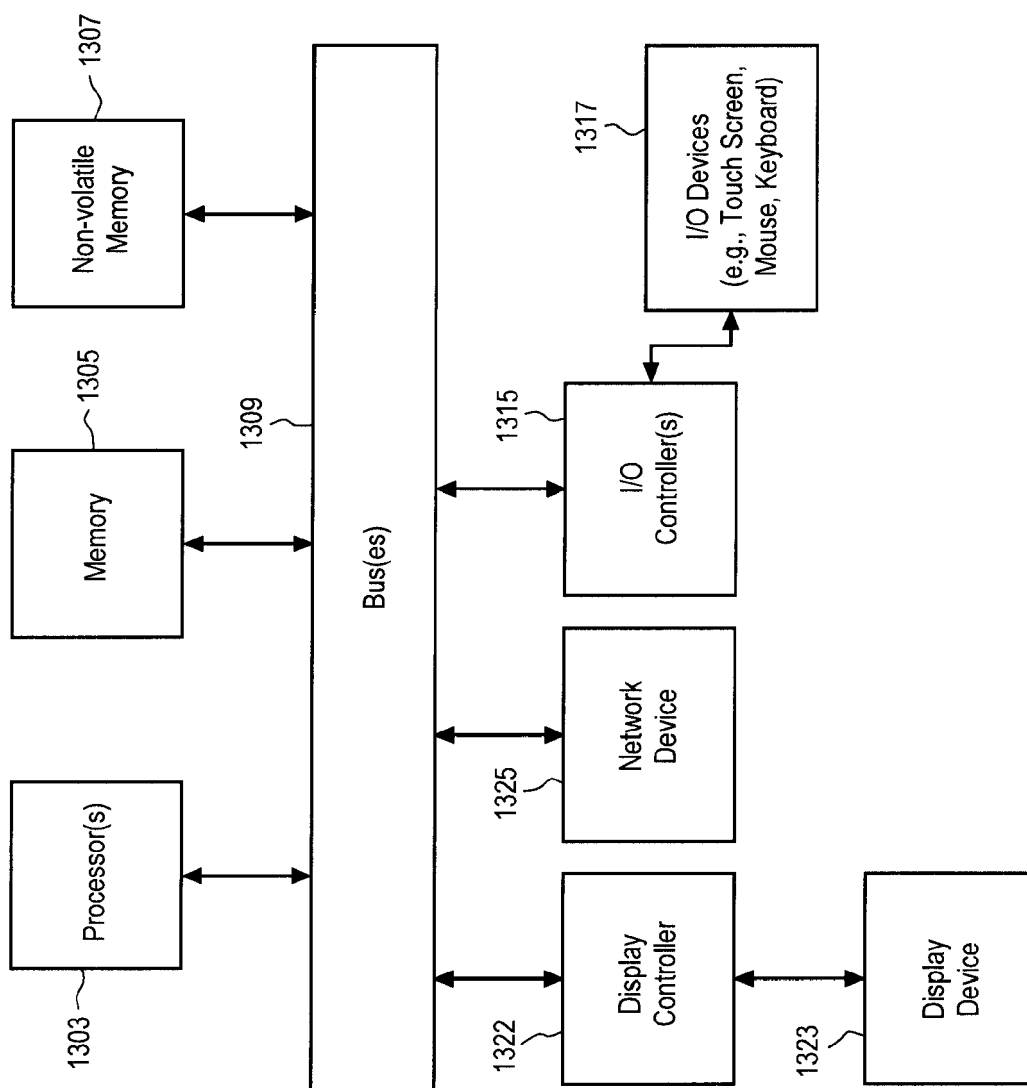 1307
Non-volatile
Memory
1305
Memory
Processor(s)
1303
1309
Bus(es)
1317
I/O Devices
(e.g., Touch Screen,
Mouse, Keyboard)
1315
I/O
Controller(s)
1325
Network
Device
1322
Display
Controller
1323
Display
Device